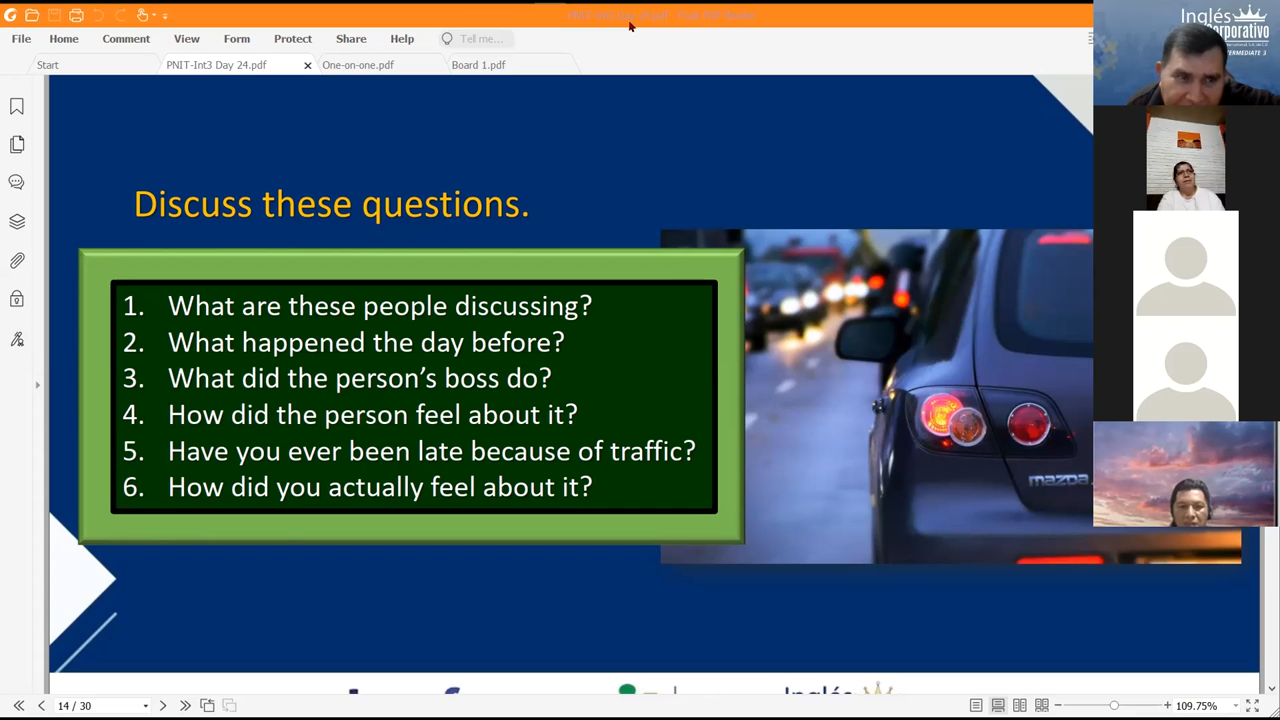 File Home Comment View Form Protect Share Help Tell me...
Start PNIT-Int3 Day 24.pdf One-on-one.pdf Board 1.pdf
Inglés
Corporativo
Discuss these questions.
1. What are these people discussing?
2. What happened the day before?
3. What did the person's boss do?
4. How did the person feel about it?
5. Have you ever been late because of traffic?
6. How did you actually feel about it?
mazda
14 / 30
109.75%